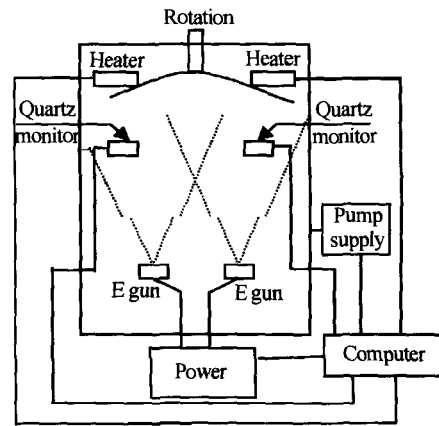 Rotation
Heater
Heater
Quartz
monitor
Quartz
monitor
Pump
supply
E gun
E gun
Power
Computer